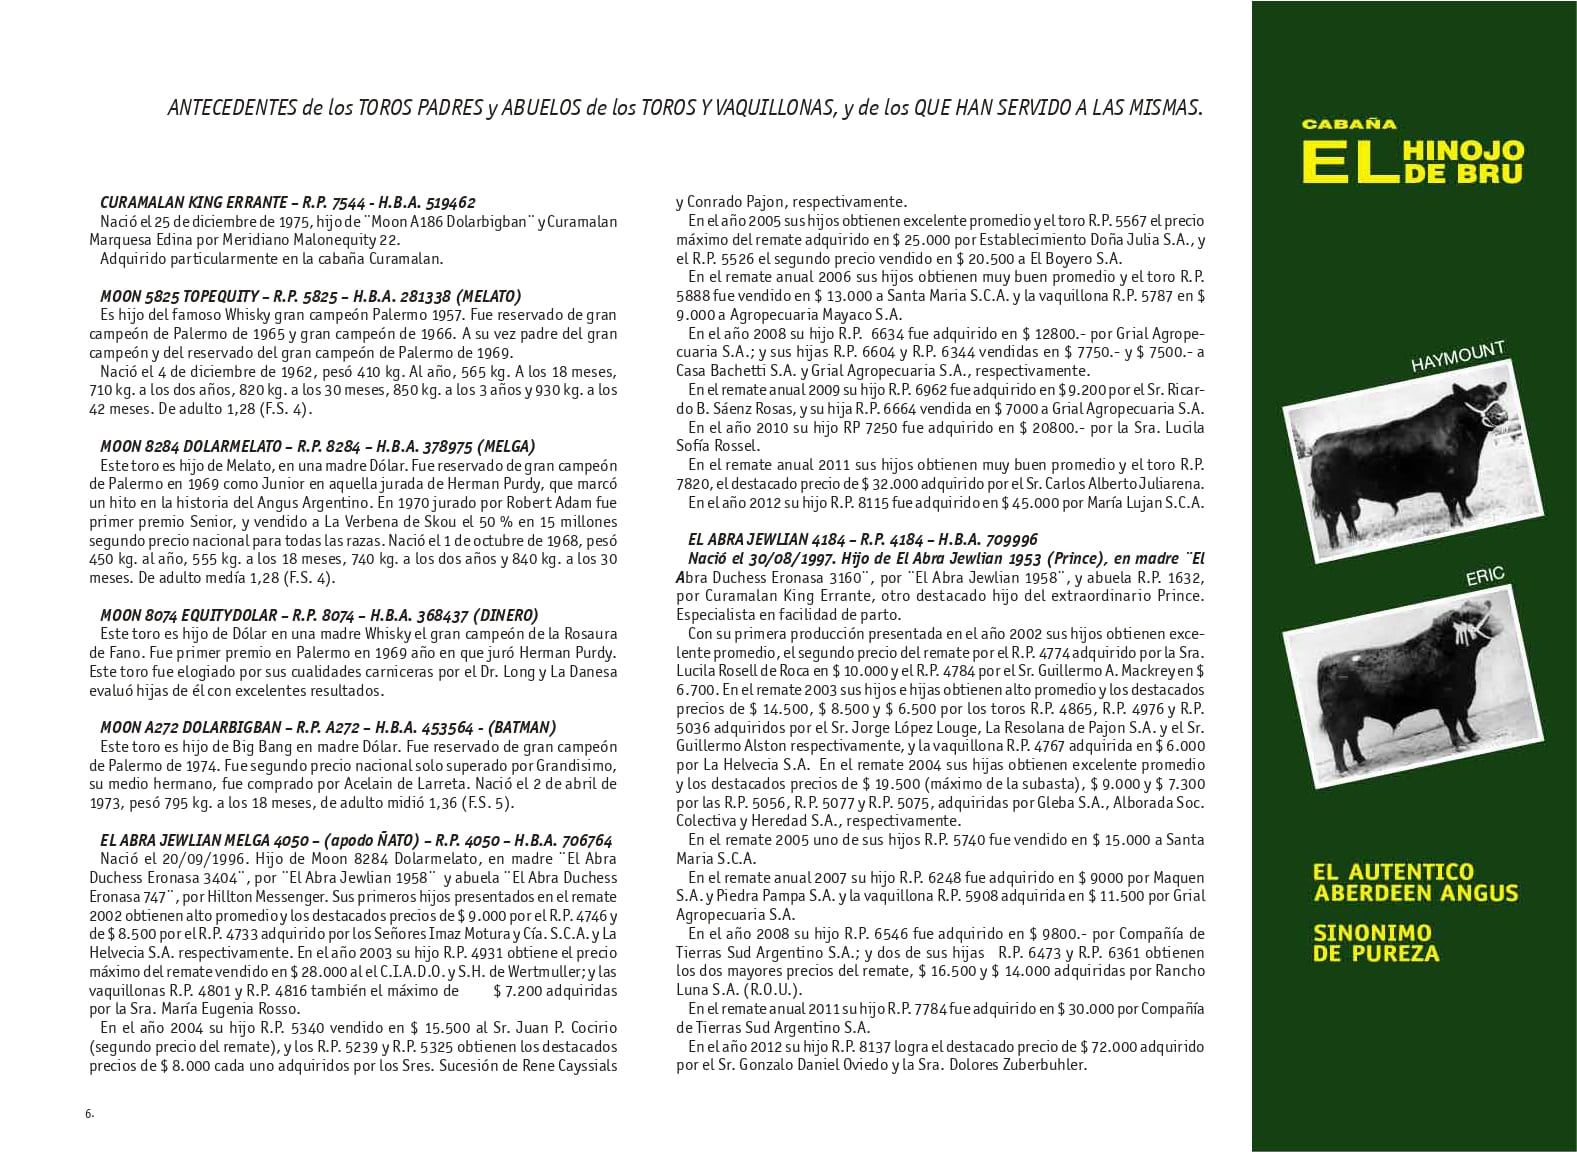 ANTECEDENTES de los TOROS PADRES y ABUELOS de los TOROS Y VAQUILLONAS, y de los QUE HAN SERVIDO A LAS MISMAS.
CURAMALAN KING ERRANTE – R.P. 7544 - H.B.A. 519462
Nació el 25 de diciembre de 1975, hijo de ¨Moon A186 Dolarbigban¨ y Curamalan
Marquesa Edina por Meridiano Malonequity 22.
Adquirido particularmente en la cabaña Curamalan.
MOON 5825 TOPEQUITY – R.P. 5825 – H.B.A. 281338 (MELATO)
Es hijo del famoso Whisky gran campeón Palermo 1957. Fue reservado de gran
campeón de Palermo de 1965 y gran campeón de 1966. A su vez padre del gran
campeón y del reservado del gran campeón de Palermo de 1969.
Nació el 4 de diciembre de 1962, pesó 410 kg. Al año, 565 kg. A los 18 meses,
710 kg. a los dos años, 820 kg. a los 30 meses, 850 kg. a los 3 años y 930 kg. a los
42 meses. De adulto 1,28 (F.S. 4).
MOON 8284 DOLARMELATO – R.P. 8284 – H.B.A. 378975 (MELGA)
Este toro es hijo de Melato, en una madre Dólar. Fue reservado de gran campeón
de Palermo en 1969 como Junior en aquella jurada de Herman Purdy, que marcó
un hito en la historia del Angus Argentino. En 1970 jurado por Robert Adam fue
primer premio Senior, y vendido a La Verbena de Skou el 50 % en 15 millones
segundo precio nacional para todas las razas. Nació el 1 de octubre de 1968, pesó
450 kg. al año, 555 kg. a los 18 meses, 740 kg. a los dos años y 840 kg. a los 30
meses. De adulto medía 1,28 (F.S. 4).
MOON 8074 EQUITYDOLAR – R.P. 8074 – H.B.A. 368437 (DINERO)
Este toro es hijo de Dólar en una madre Whisky el gran campeón de la Rosaura
de Fano. Fue primer premio en Palermo en 1969 año en que juró Herman Purdy.
Este toro fue elogiado por sus cualidades carniceras por el Dr. Long y La Danesa
evaluó hijas de él con excelentes resultados.
MOON A272 DOLARBIGBAN – R.P. A272 – H.B.A. 453564 - (BATMAN)
Este toro es hijo de Big Bang en madre Dólar. Fue reservado de gran campeón
de Palermo de 1974. Fue segundo precio nacional solo superado por Grandisimo,
su medio hermano, fue comprado por Acelain de Larreta. Nació el 2 de abril de
1973, pesó 795 kg. a los 18 meses, de adulto midió 1,36 (F.S. 5).
EL ABRA JEWLIAN MELGA 4050 – (apodo ÑATO) – R.P. 4050 – H.B.A. 706764
Nació el 20/09/1996. Hijo de Moon 8284 Dolarmelato, en madre ¨El Abra
Duchess Eronasa 3404¨, por ¨El Abra Jewlian 1958¨ y abuela ¨El Abra Duchess
Eronasa 747¨, por Hillton Messenger. Sus primeros hijos presentados en el remate
2002 obtienen alto promedio y los destacados precios de $ 9.000 por el R.P. 4746 y
de $ 8.500 por el R.P. 4733 adquirido por los Señores Imaz Motura y Cía. S.C.A. y La
Helvecia S.A. respectivamente. En el año 2003 su hijo R.P. 4931 obtiene el precio
máximo del remate vendido en $ 28.000 al el C.I.A.D.O. y S.H. de Wertmuller; y las
vaquillonas R.P. 4801 y R.P. 4816 también el máximo de $ 7.200 adquiridas
por la Sra. María Eugenia Rosso.
En el año 2004 su hijo R.P. 5340 vendido en $ 15.500 al Sr. Juan P. Cocirio
(segundo precio del remate), y los R.P. 5239 y R.P. 5325 obtienen los destacados
precios de $ 8.000 cada uno adquiridos por los Sres. Sucesión de Rene Cayssials
y Conrado Pajon, respectivamente.
En el año 2005 sus hijos obtienen excelente promedio y el toro R.P. 5567 el precio
máximo del remate adquirido en $ 25.000 por Establecimiento Doña Julia S.A., y
el R.P. 5526 el segundo precio vendido en $ 20.500 a El Boyero S.A.
En el remate anual 2006 sus hijos obtienen muy buen promedio y el toro R.P.
5888 fue vendido en $ 13.000 a Santa Maria S.C.A. y la vaquillona R.P. 5787 en $
9.000 a Agropecuaria Mayaco S.A.
En el año 2008 su hijo R.P. 6634 fue adquirido en $ 12800.- por Grial Agrope-
cuaria S.A.; y sus hijas R.P. 6604 y R.P. 6344 vendidas en $ 7750.- y $ 7500.- a
Casa Bachetti S.A. y Grial Agropecuaria S.A., respectivamente.
En el remate anual 2009 su hijo R.P. 6962 fue adquirido en $ 9.200 por el Sr. Ricar-
do B. Sáenz Rosas, y su hija R.P. 6664 vendida en $ 7000 a Grial Agropecuaria S.A.
En el año 2010 su hijo RP 7250 fue adquirido en $ 20800.- por la Sra. Lucila
Sofía Rossel.
En el remate anual 2011 sus hijos obtienen muy buen promedio y el toro R.P.
7820, el destacado precio de $ 32.000 adquirido por el Sr. Carlos Alberto Juliarena.
En el año 2012 su hijo R.P. 8115 fue adquirido en $ 45.000 por María Lujan S.C.A.
EL ABRA JEWLIAN 4184 – R.P. 4184 – H.B.A. 709996
Nació el 30/08/1997. Hijo de El Abra Jewlian 1953 (Prince), en madre ¨El
Abra Duchess Eronasa 3160¨, por ¨El Abra Jewlian 1958¨, y abuela R.P. 1632,
por Curamalan King Errante, otro destacado hijo del extraordinario Prince.
Especialista en facilidad de parto.
Con su primera producción presentada en el año 2002 sus hijos obtienen exce-
lente promedio, el segundo precio del remate por el R.P. 4774 adquirido por la Sra.
Lucila Rosell de Roca en $ 10.000 y el R.P. 4784 por el Sr. Guillermo A. Mackrey en $
6.700. En el remate 2003 sus hijos e hijas obtienen alto promedio y los destacados
precios de $ 14.500, $ 8.500 y $ 6.500 por los toros R.P. 4865, R.P. 4976 y R.P.
5036 adquiridos por el Sr. Jorge López Louge, La Resolana de Pajon S.A. y el Sr.
Guillermo Alston respectivamente, y la vaquillona R.P. 4767 adquirida en $ 6.000
por La Helvecia S.A. En el remate 2004 sus hijas obtienen excelente promedio
y los destacados precios de $ 19.500 (máximo de la subasta), $ 9.000 y $ 7.300
por las R.P. 5056, R.P. 5077 y R.P. 5075, adquiridas por Gleba S.A., Alborada Soc.
Colectiva y Heredad S.A., respectivamente.
En el remate 2005 uno de sus hijos R.P. 5740 fue vendido en $ 15.000 a Santa
Maria S.C.A.
En el remate anual 2007 su hijo R.P. 6248 fue adquirido en $ 9000 por Maquen
S.A. y Piedra Pampa S.A. y la vaquillona R.P. 5908 adquirida en $ 11.500 por Grial
Agropecuaria S.A.
En el año 2008 su hijo R.P. 6546 fue adquirido en $ 9800.- por Compañía de
Tierras Sud Argentino S.A.; y dos de sus hijas R.P. 6473 y R.P. 6361 obtienen
los dos mayores precios del remate, $ 16.500 y $ 14.000 adquiridas por Rancho
Luna S.A. (R.O.U.).
En el remate anual 2011 su hijo R.P. 7784 fue adquirido en $ 30.000 por Compañía
de Tierras Sud Argentino S.A.
En el año 2012 su hijo R.P. 8137 logra el destacado precio de $ 72.000 adquirido
por el Sr. Gonzalo Daniel Oviedo y la Sra. Dolores Zuberbuhler.
6.
CABAÑA
EL HINOJO
DE BRU
HAYMOUNT
ERIC
EL AUTENTICO
ABERDEEN ANGUS
SINONIMO
DE PUREZA